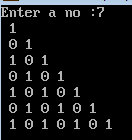 Enter a no :7
1
0 1
1 0 1
0 1 0 1
1 0 1 0 1
0 1 0 1 0 1
1 0 1 0 1 0 1